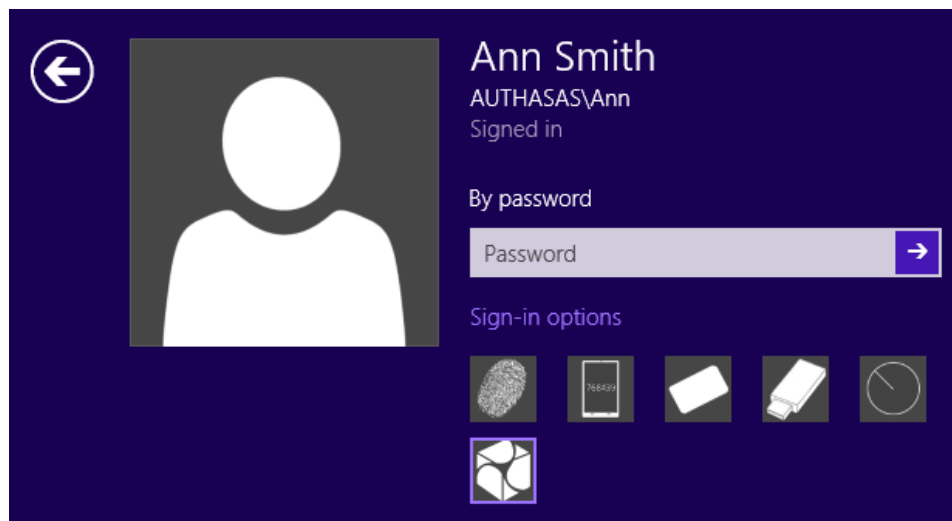 Ann Smith
AUTHASAS\Ann
Signed in
By password
Password
Sign-in options
768439